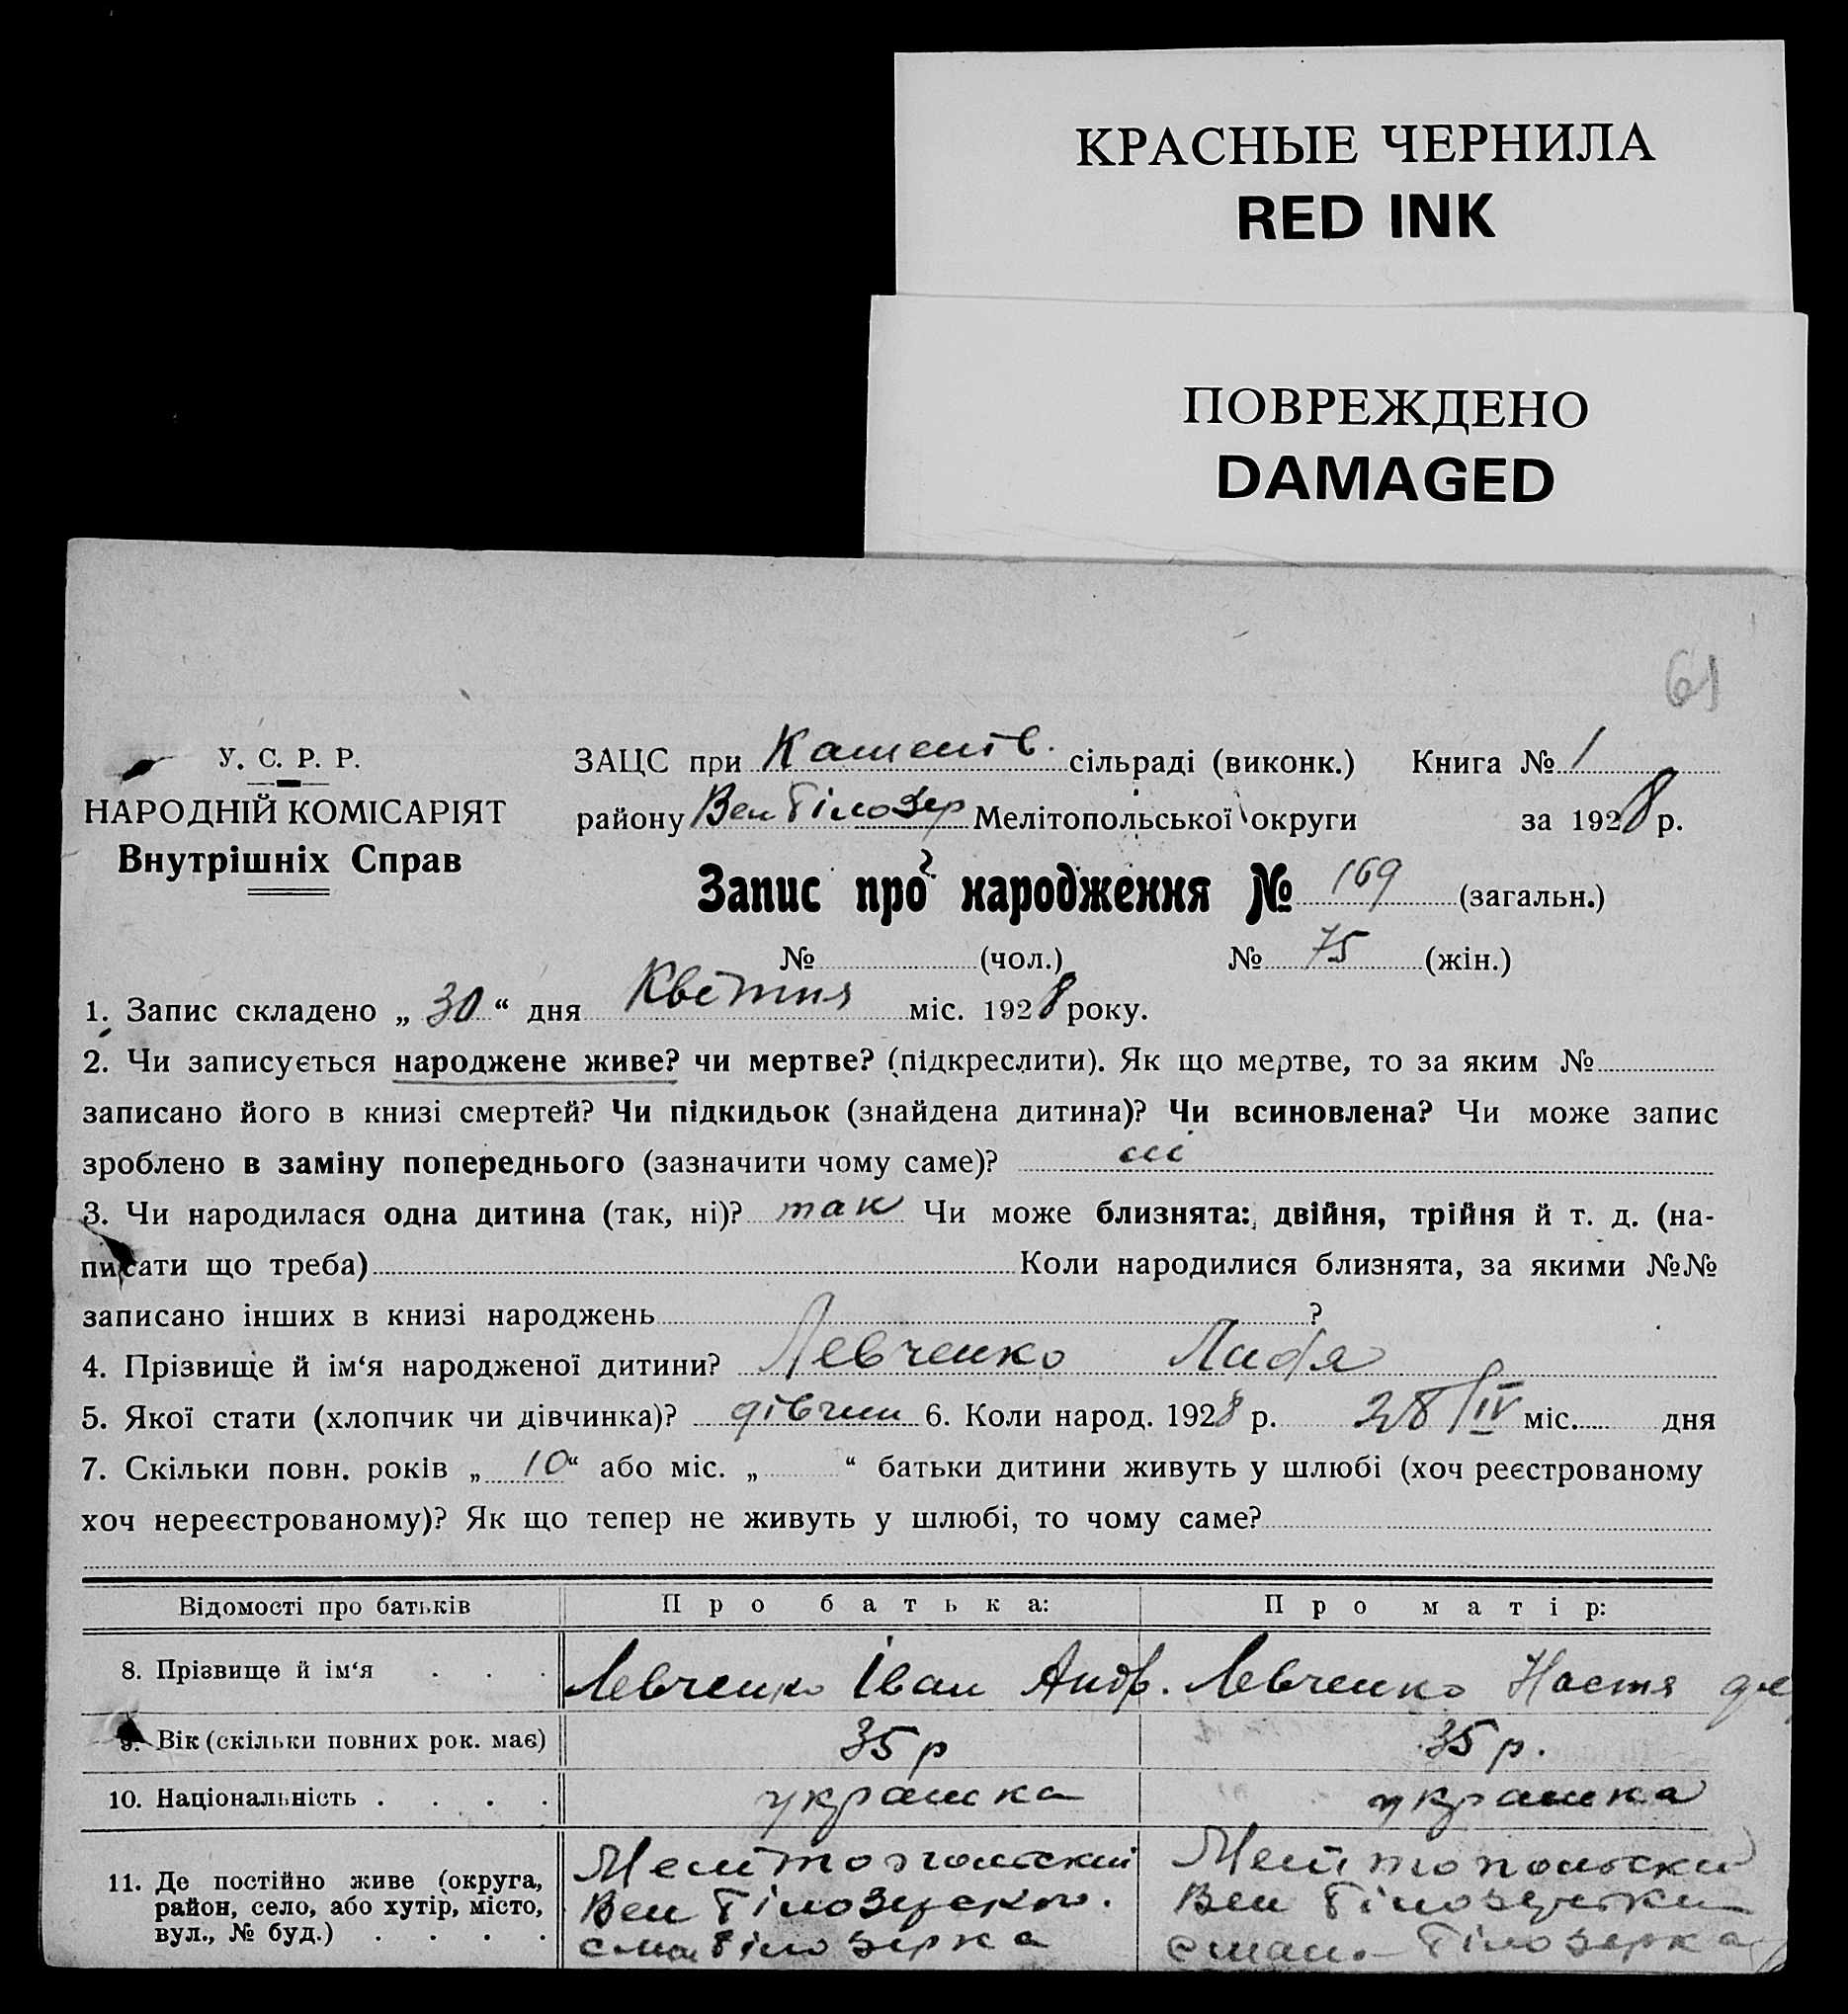 КРАСНЫЕ ЧЕРНИЛА
RED INK
ПОВРЕЖДЕНО
DAMAGED
61
У. С. Р. Р.
НАРОДНІЙ КОМІСАРІЯТ
Внутрішніх Справ
ЗАЦС при сільраді (виконк.) Книга № 1
району Вел Білозер Мелітопольської округи за 1928 р.
Запис про народження № 169 (загальн.)
№ (чол.) № 75 (жін.)
1. Запис складено „ 30 “ дня Квітня міс. 1928 року.
2. Чи записується народжене живе? чи мертве? (підкреслити). Як що мертве, то за яким №
записано його в книзі смертей? Чи підкидьок (знайдена дитина)? Чи всиновлена? Чи може запис
зроблено в заміну попереднього (зазначити чому саме)? ні
3. Чи народилася одна дитина (так, ні)? так Чи може близнята: двійня, трійня й т. д. (на-
писати що треба) Коли народилися близнята, за якими №№
записано інших в книзі народжень ?
4. Прізвище й ім‘я народженої дитини? Левченко Лидя
5. Якої стати (хлопчик чи дівчинка)? дівчин 6. Коли народ. 1928 р. 28/IV міс. дня
7. Скільки повн. років „ 10 “ або міс. „ “ батьки дитини живуть у шлюбі (хоч реєстрованому
хоч нереєстрованому)? Як що тепер не живуть у шлюбі, то чому саме?
Відомості про батьків Про батька: Про матір:
8. Прізвище й ім‘я . . . Левченко Іван Андр. Левченко Настя
9. Вік (скільки повних рок. має) 35 р 35 р.
10. Національність . . . . українка українка
11. Де постійно живе (округа, район, село, або хутір, місто, вул., № буд.) . . . .
Мелітопольский
Вел Білозерско.
Білозерка
Мелітопольски
Вел Білозерски
Білозерка